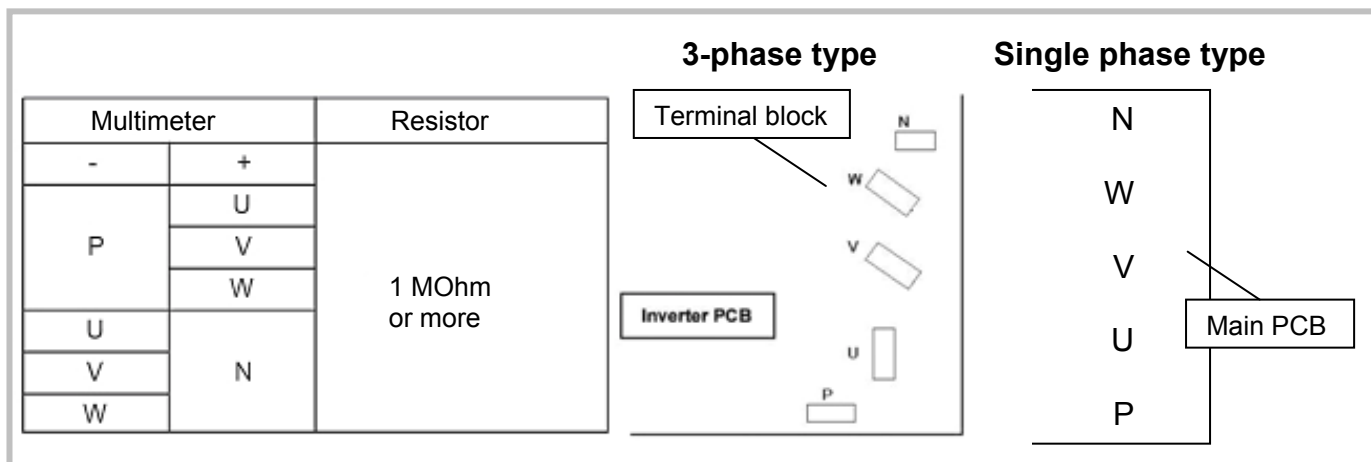 3-phase type
Single phase type
Multimeter Resistor
- +
P U
V
W
1 MOhm
or more
U N
V
W
Terminal block
N
W
V
Inverter PCB
U
P
N
W
V
U
P
Main PCB